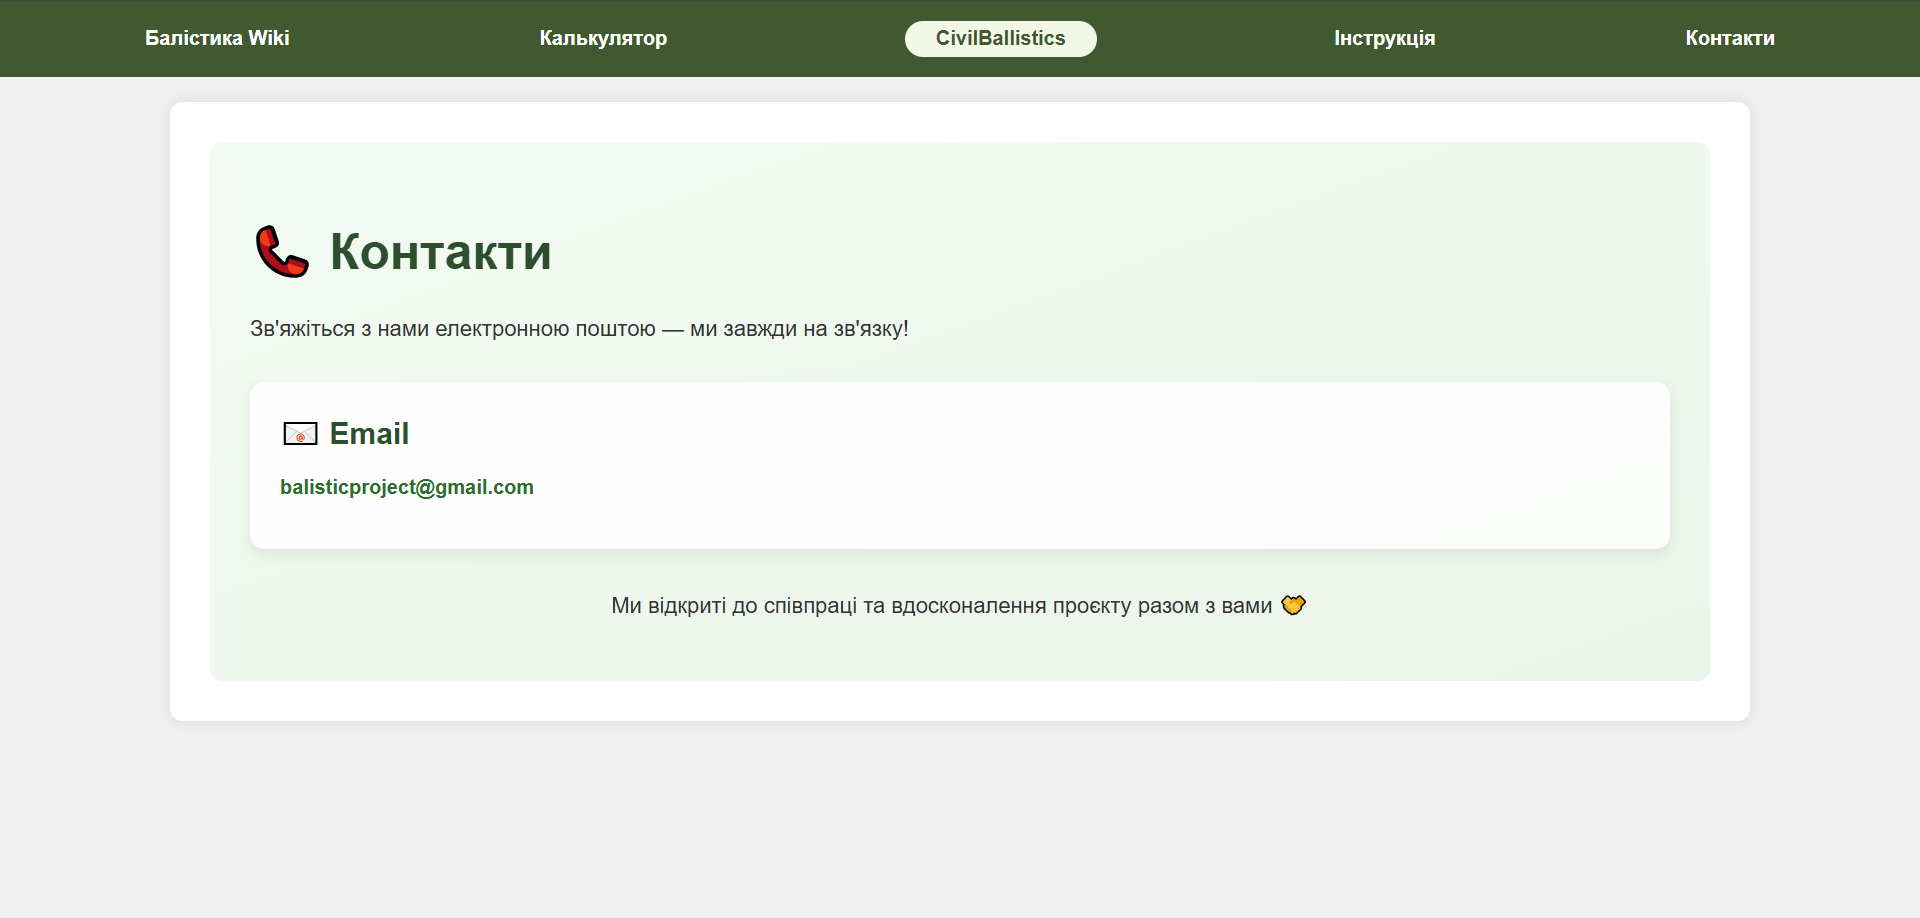 Балістика Wiki
Калькулятор
CivilBallistics
Інструкція
Контакти
Контакти
Зв'яжіться з нами електронною поштою — ми завжди на зв'язку!
Email
balisticproject@gmail.com
Ми відкриті до співпраці та вдосконалення проєкту разом з вами